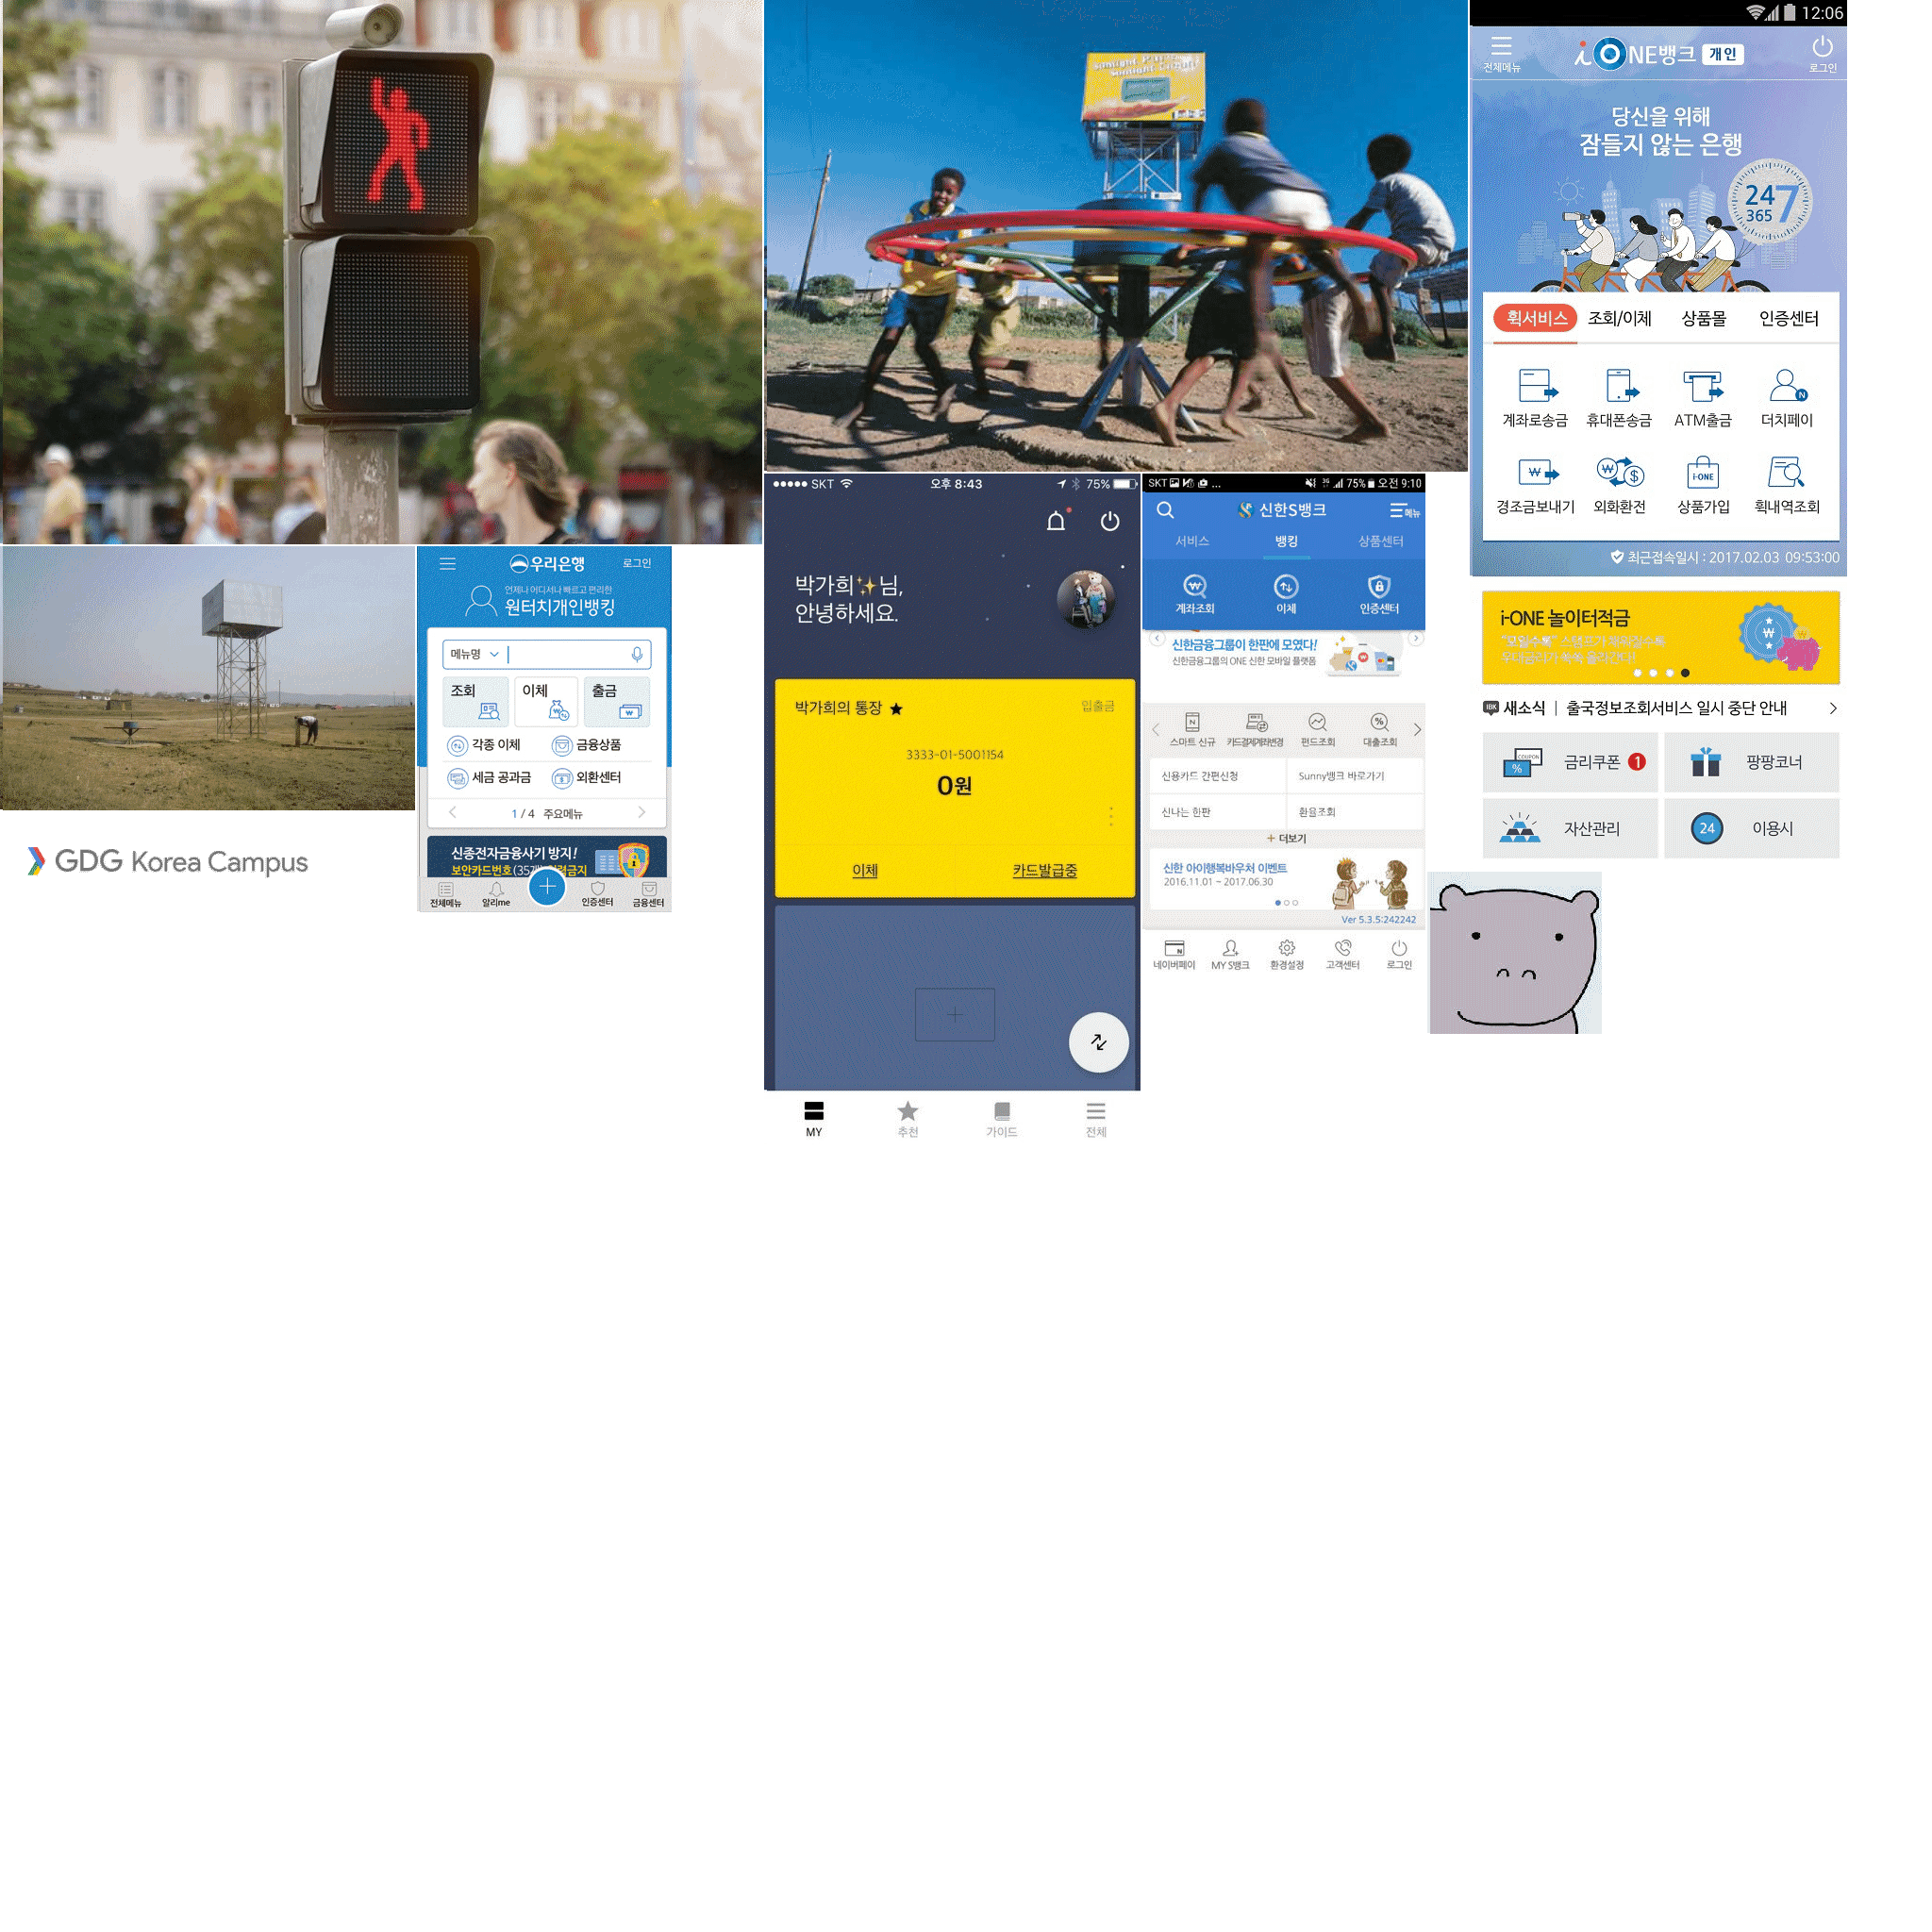 12:06
전체메뉴
i ONE뱅크 개인
로그인
당신을 위해
잠들지 않는 은행
24 7
365
휙서비스 조회/이체 상품몰 인증센터
계좌로송금 휴대폰송금 ATM출금 더치페이
경조금보내기 외화환전 상품가입 휙내역조회
최근접속일시 : 2017.02.03 09:53:00
i-ONE 놀이터적금
새소식 | 출국정보조회서비스 일시 중단 안내
금리쿠폰 1 팡팡코너
자산관리 24 이용시
SKT 오후 8:43 75%
박가희✨님,
안녕하세요.
박가희의 통장 ★ 입출금
3333-01-5001154
0원
이체 카드발급중
MY 추천 가이드 전체
SKT ... 75% 오전 9:10
신한S뱅크 메뉴
서비스 뱅킹 상품센터
계좌조회 이체 인증센터
신한금융그룹이 한판에 모였다!
신한금융그룹의 ONE 신한 모바일 플랫폼
스마트 신규 카드결제계좌변경 펀드조회 대출조회
신용카드 간편신청 Sunny뱅크 바로가기
신나는 한판 환율조회
+ 더보기
신한 아이행복바우처 이벤트
2016.11.01 ~ 2017.06.30
Ver 5.3.5:242242
네이버페이 MY S뱅크 환경설정 고객센터 로그인
우리은행 로그인
언제나 어디서나 빠르고 편리한
원터치개인뱅킹
메뉴명
조회 이체 출금
각종 이체 금융상품
세금 공과금 외환센터
1 / 4 주요메뉴
신종전자금융사기 방지!
보안카드번호(35개)
전체메뉴 알리me 인증센터 금융센터
GDG Korea Campus